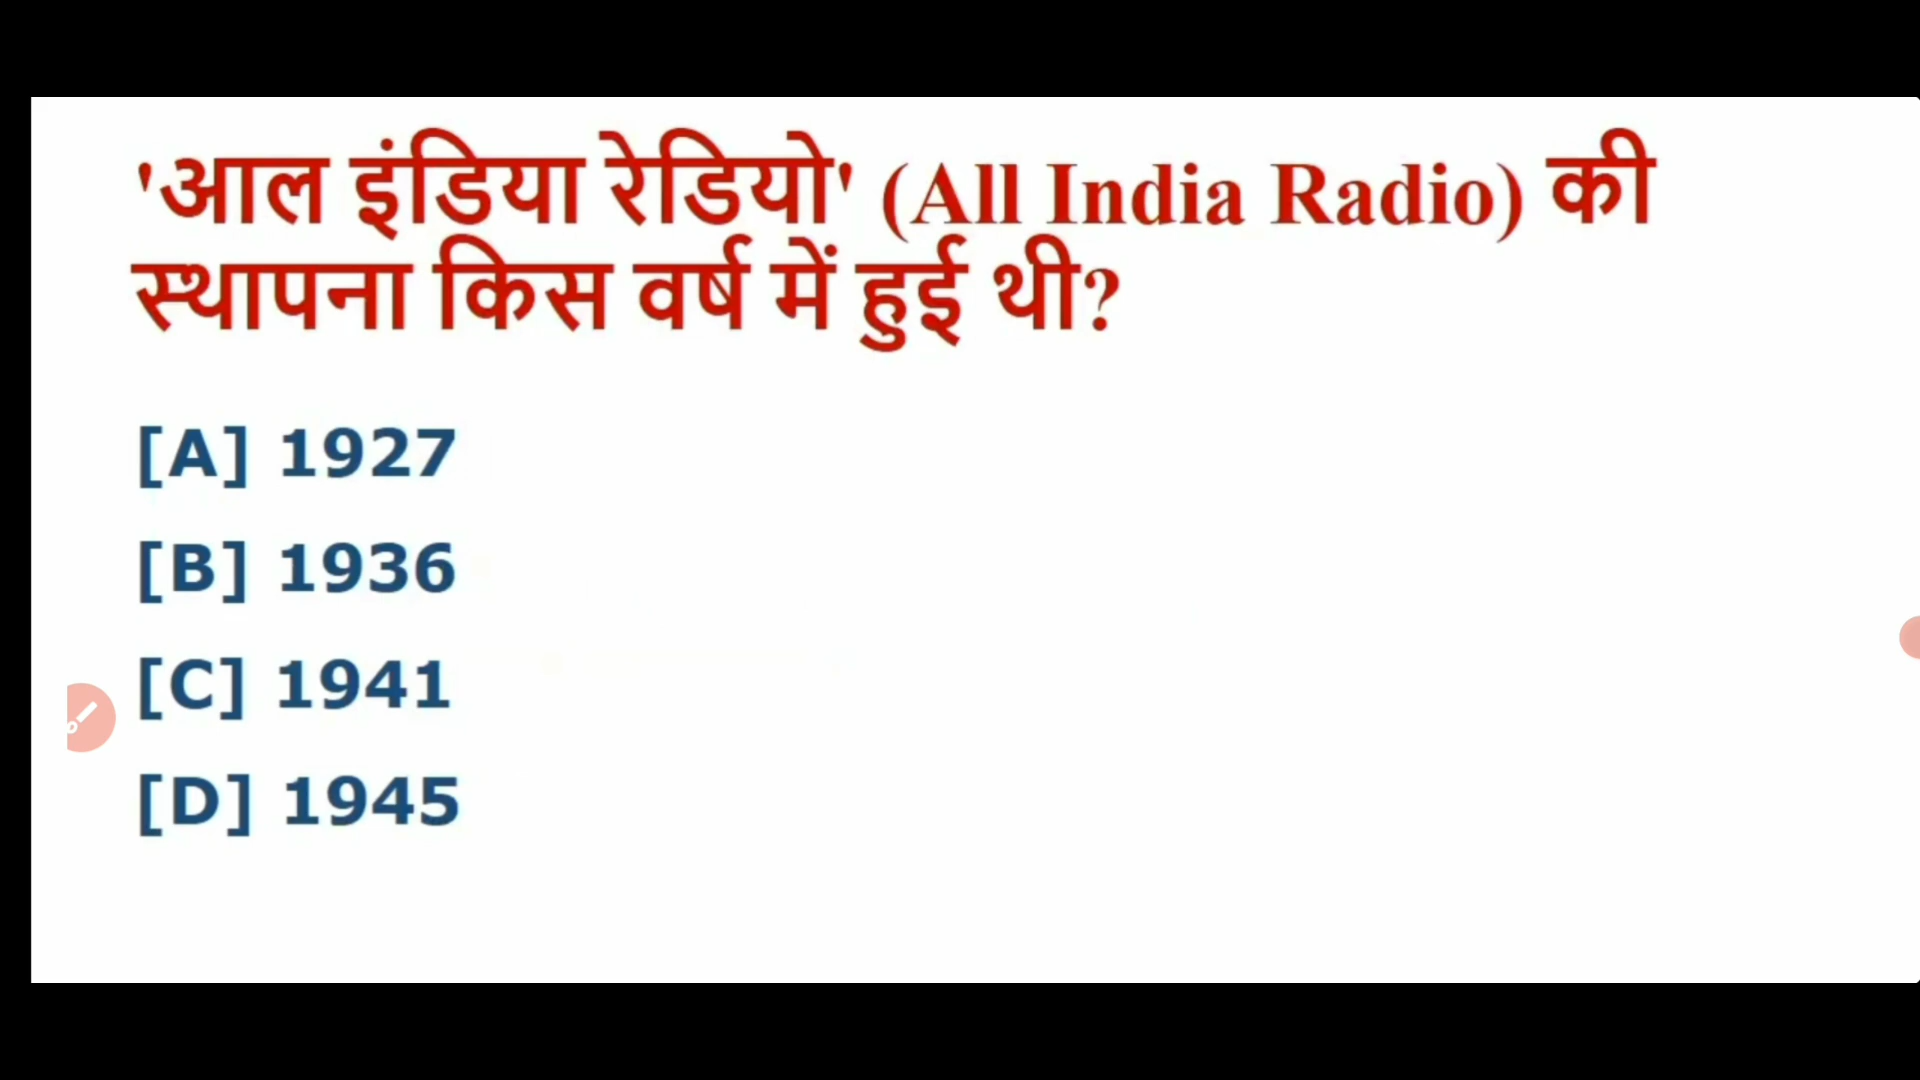 'आल इंडिया रेडियो' (All India Radio) की
स्थापना किस वर्ष में हुई थी?
[A] 1927
[B] 1936
[C] 1941
[D] 1945